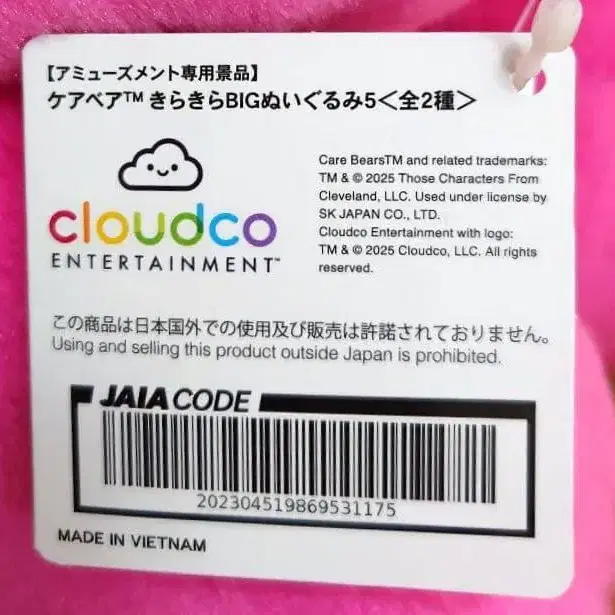 【アミューズメント専用景品】
ケアベア™ きらきらBIGぬいぐるみ5＜全2種＞
cloudco
ENTERTAINMENT™
Care BearsTM and related trademarks:
TM & © 2025 Those Characters From
Cleveland, LLC. Used under license by
SK JAPAN CO., LTD.
Cloudco Entertainment with logo:
TM & © 2025 Cloudco, LLC. All rights
reserved.
この商品は日本国外での使用及び販売は許諾されておりません。
Using and selling this product outside Japan is prohibited.
JAIA CODE
202304519869531175
MADE IN VIETNAM